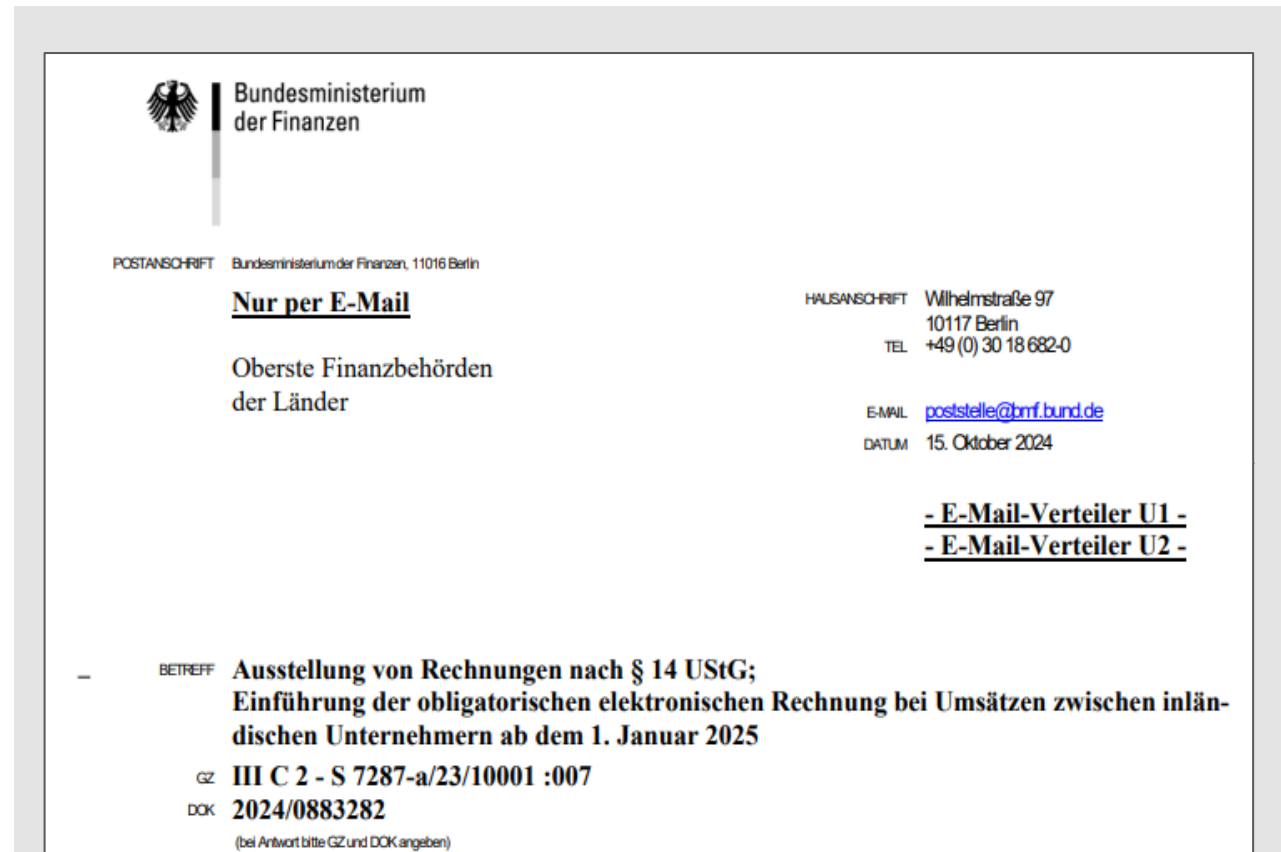 Bundesministerium
der Finanzen
POSTANSCHRIFT Bundesministerium der Finanzen, 11016 Berlin
Nur per E-Mail
Oberste Finanzbehörden
der Länder
HAUSANSCHRIFT Wilhelmstraße 97
10117 Berlin
TEL +49 (0) 30 18 682-0
E-MAIL poststelle@bmf.bund.de
DATUM 15. Oktober 2024
- E-Mail-Verteiler U1 -
- E-Mail-Verteiler U2 -
BETREFF Ausstellung von Rechnungen nach § 14 UStG;
Einführung der obligatorischen elektronischen Rechnung bei Umsätzen zwischen inlän-
dischen Unternehmern ab dem 1. Januar 2025
GZ III C 2 - S 7287-a/23/10001 :007
DOK 2024/0883282
(bei Antwort bitte GZ und DOK angeben)